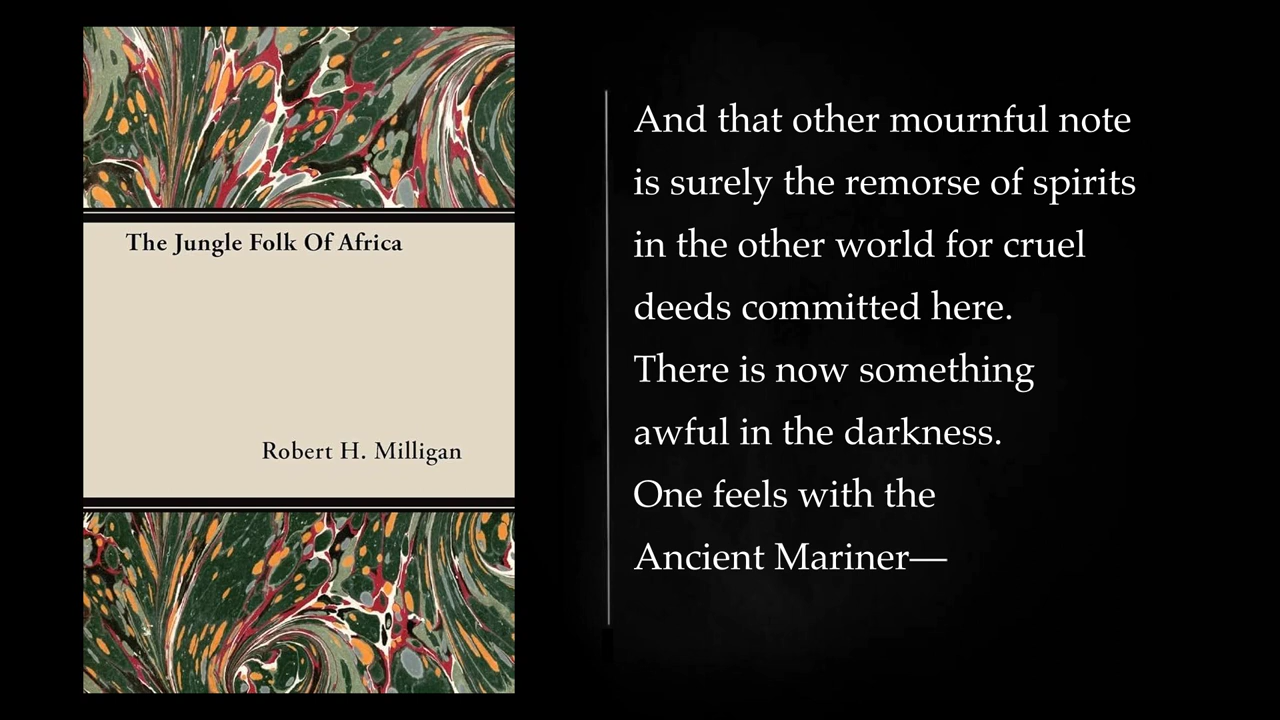 The Jungle Folk Of Africa
Robert H. Milligan
And that other mournful note
is surely the remorse of spirits
in the other world for cruel
deeds committed here.
There is now something
awful in the darkness.
One feels with the
Ancient Mariner—